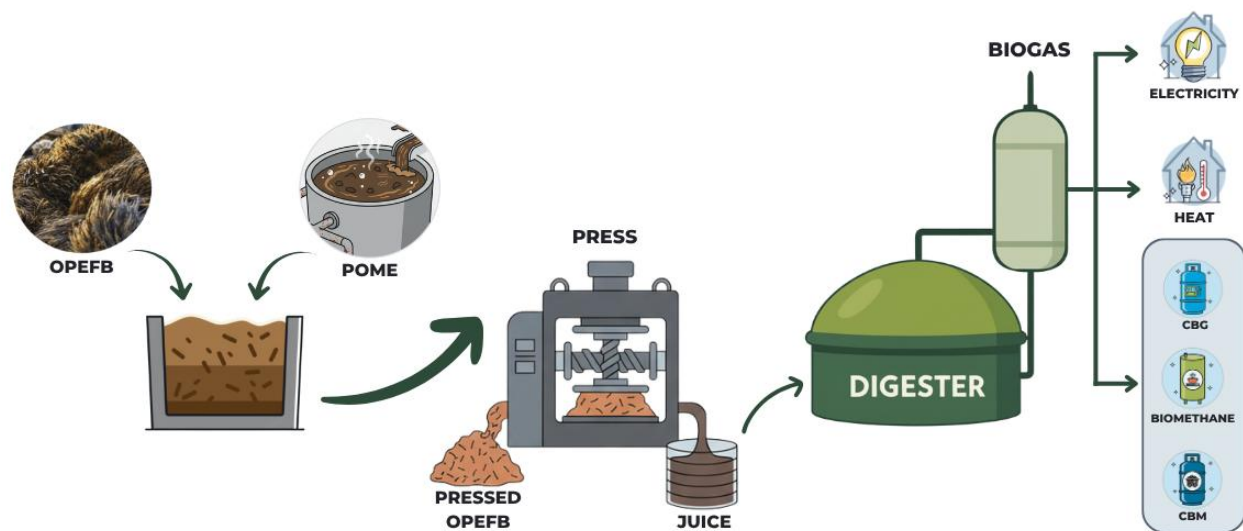 OPEFB
POME
PRESS
PRESSED
OPEFB
JUICE
DIGESTER
BIOGAS
ELECTRICITY
HEAT
CBG
BIOMETHANE
CBM